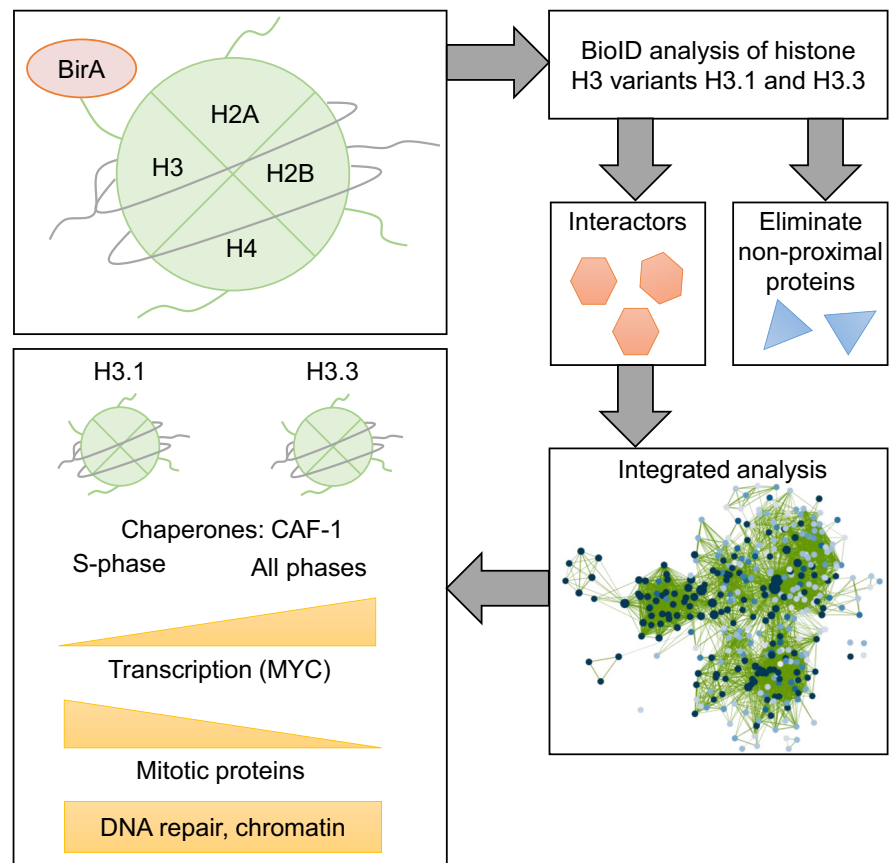 BirA
H2A
H3
H2B
H4
BioID analysis of histone
H3 variants H3.1 and H3.3
Interactors
Eliminate
non-proximal
proteins
Integrated analysis
H3.1
H3.3
Chaperones: CAF-1
S-phase
All phases
Transcription (MYC)
Mitotic proteins
DNA repair, chromatin